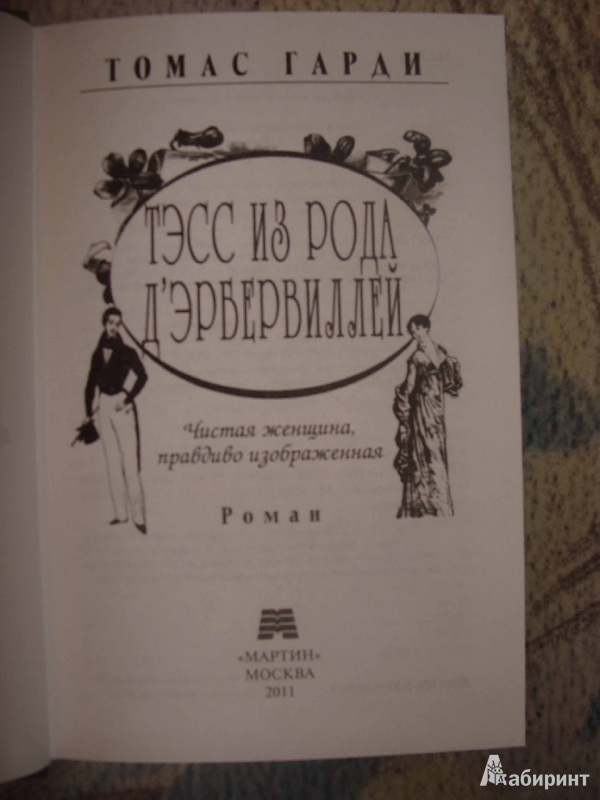 ТОМАС ГАРДИ
ТЭСС ИЗ РОДА
Д'ЭРБЕРВИЛЛЕЙ
Чистая женщина,
правдиво изображенная
Роман
«МАРТИН»
МОСКВА
2011
Лабиринт